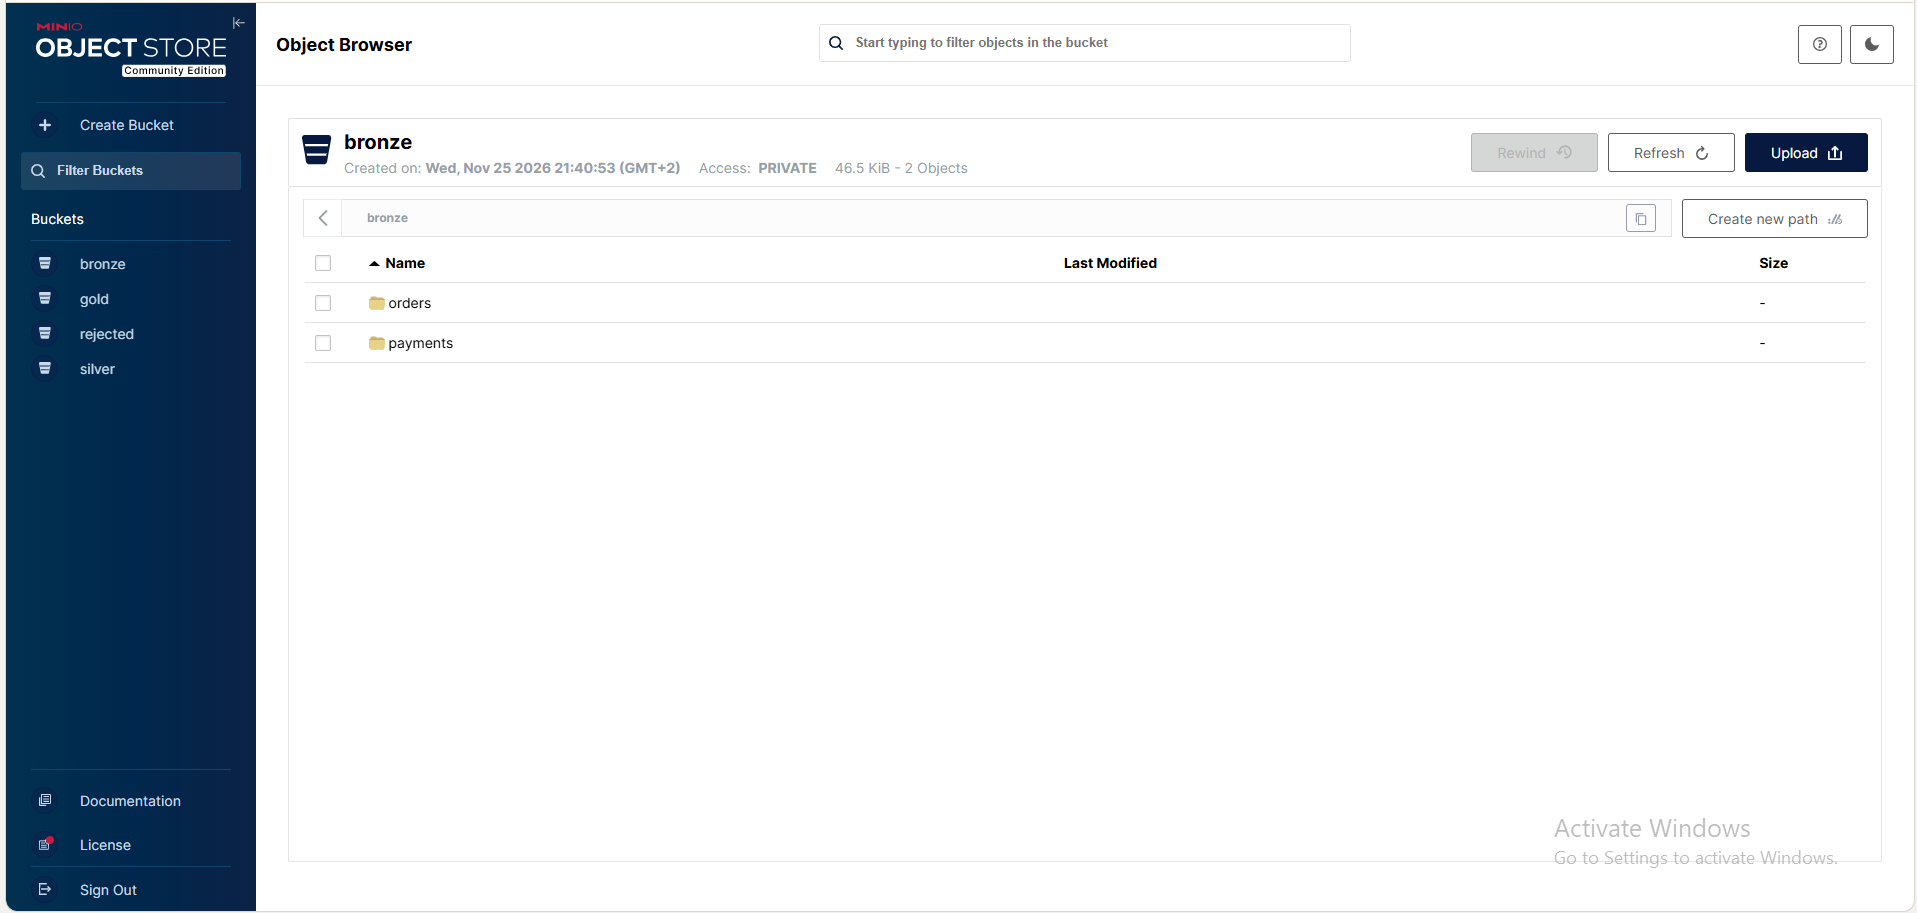 MINIO
OBJECT STORE
Community Edition
Create Bucket
Filter Buckets
Buckets
bronze
gold
rejected
silver
Documentation
License
Sign Out
Object Browser
Start typing to filter objects in the bucket
bronze
Created on: Wed, Nov 25 2026 21:40:53 (GMT+2) Access: PRIVATE 46.5 KiB - 2 Objects
Rewind
Refresh
Upload
bronze
Create new path
Name Last Modified Size
orders -
payments -
Activate Windows
Go to Settings to activate Windows.